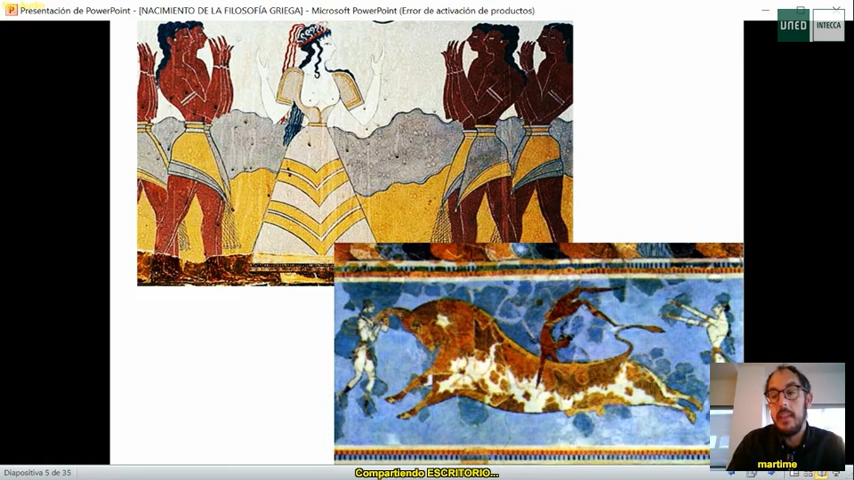 Presentación de PowerPoint - [NACIMIENTO DE LA FILOSOFÍA GRIEGA] - Microsoft PowerPoint (Error de activación de productos)
UNED INTECCA
martime
Diapositiva 5 de 35
Compartiendo ESCRITORIO...